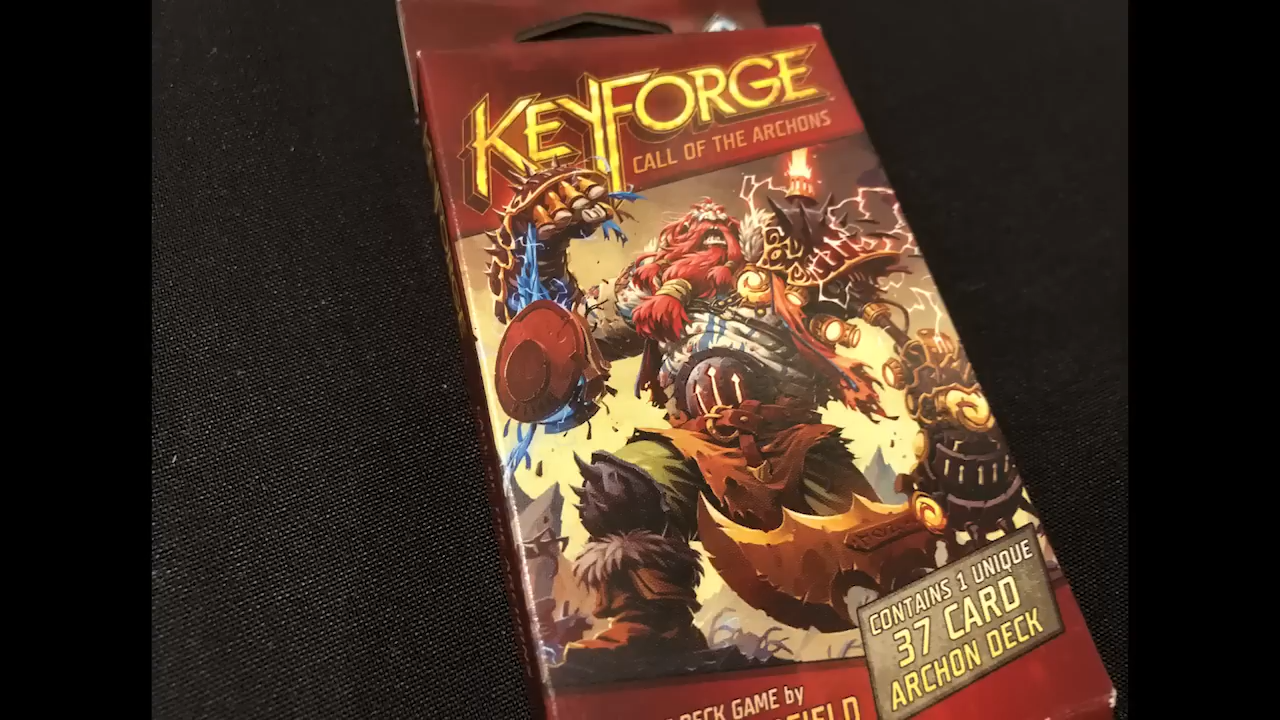 KEYFORGE
CALL OF THE ARCHONS
CONTAINS 1 UNIQUE
37 CARD
ARCHON DECK
DECK GAME by